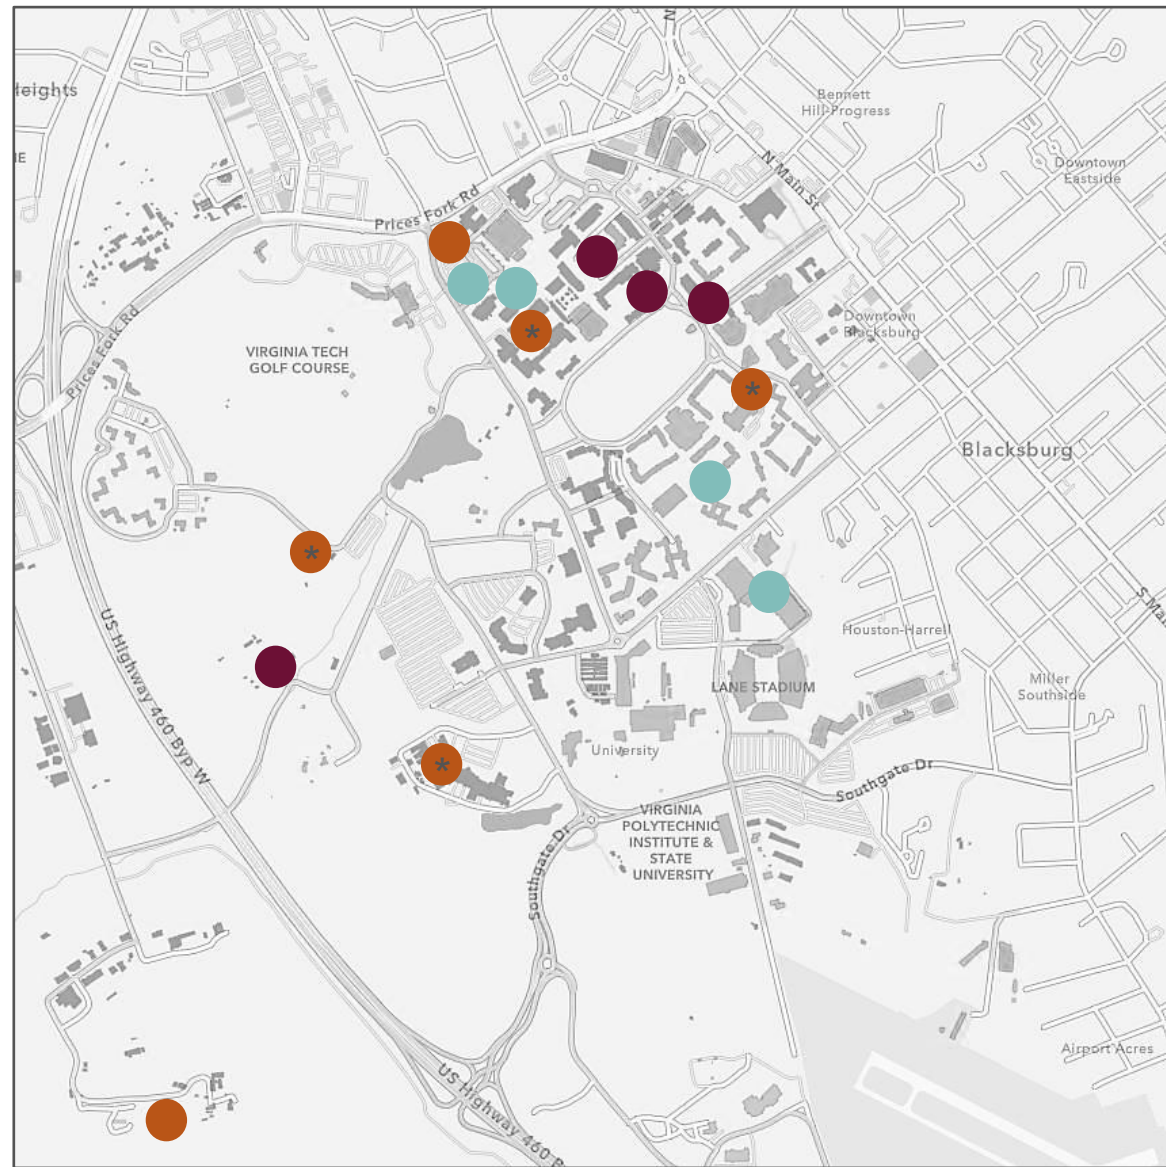 N
Heights
Bennett
Hill-Progress
N Main St
Downtown
Eastside
Prices Fork Rd
Downtown
Blacksburg
Prices Fork Rd
VIRGINIA TECH
GOLF COURSE
*
*
Blacksburg
*
US Highway 460 Byp W
S Mai
Houston-Harrell
LANE STADIUM
Miller
Southside
University
*
Southgate Dr
VIRGINIA
POLYTECHNIC
INSTITUTE &
STATE
UNIVERSITY
Southgate Dr
Airport Acres
US Highway 460 B